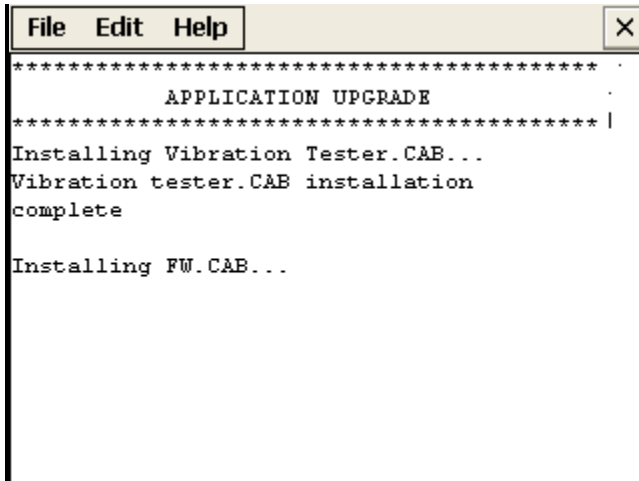 File Edit Help
*******************************************
APPLICATION UPGRADE
*******************************************
Installing Vibration Tester.CAB...
Vibration tester.CAB installation
complete
Installing FW.CAB...